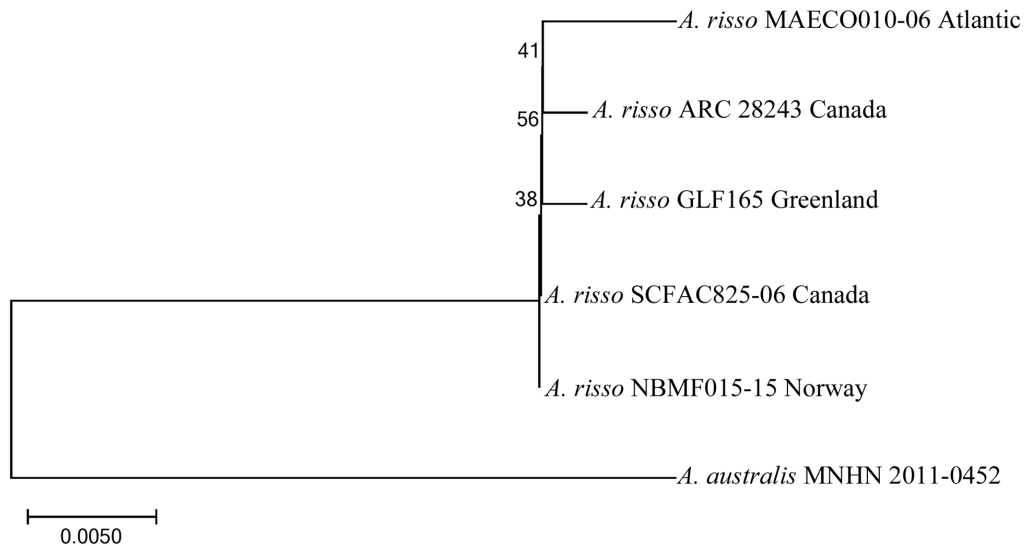 A. risso MAECO010-06 Atlantic
41
A. risso ARC 28243 Canada
56
38
A. risso GLF165 Greenland
A. risso SCFAC825-06 Canada
A. risso NBMF015-15 Norway
A. australis MNHN 2011-0452
0.0050